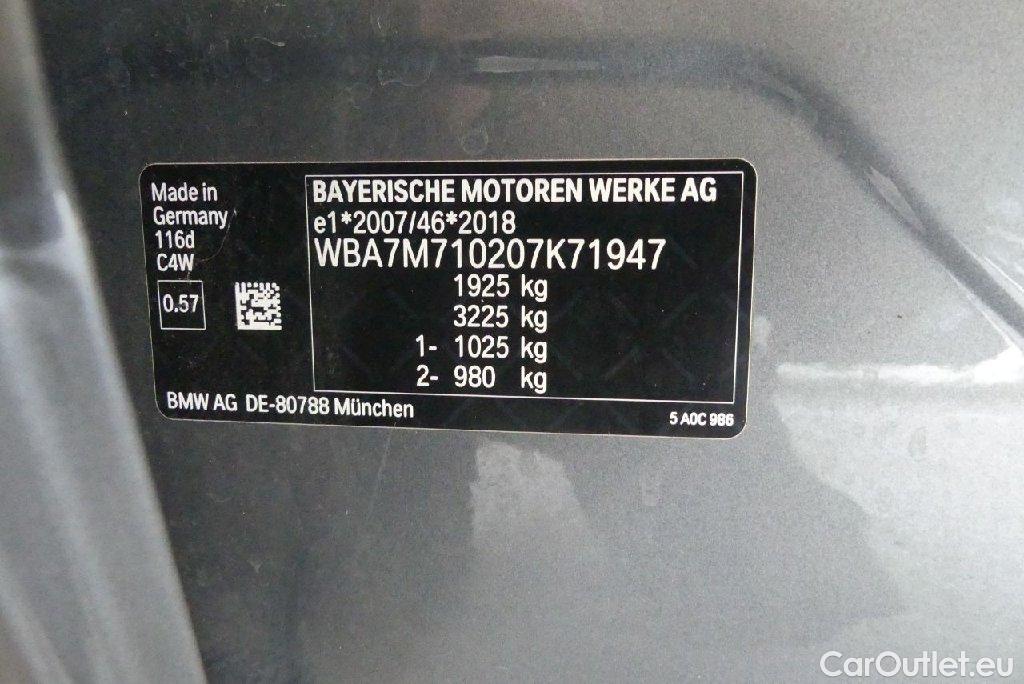 Made in
Germany
116d
C4W
0.57
BAYERISCHE MOTOREN WERKE AG
e1*2007/46*2018
WBA7M710207K71947
1925 kg
3225 kg
1- 1025 kg
2- 980 kg
BMW AG DE-80788 München
5 A0C 986
CarOutlet.eu